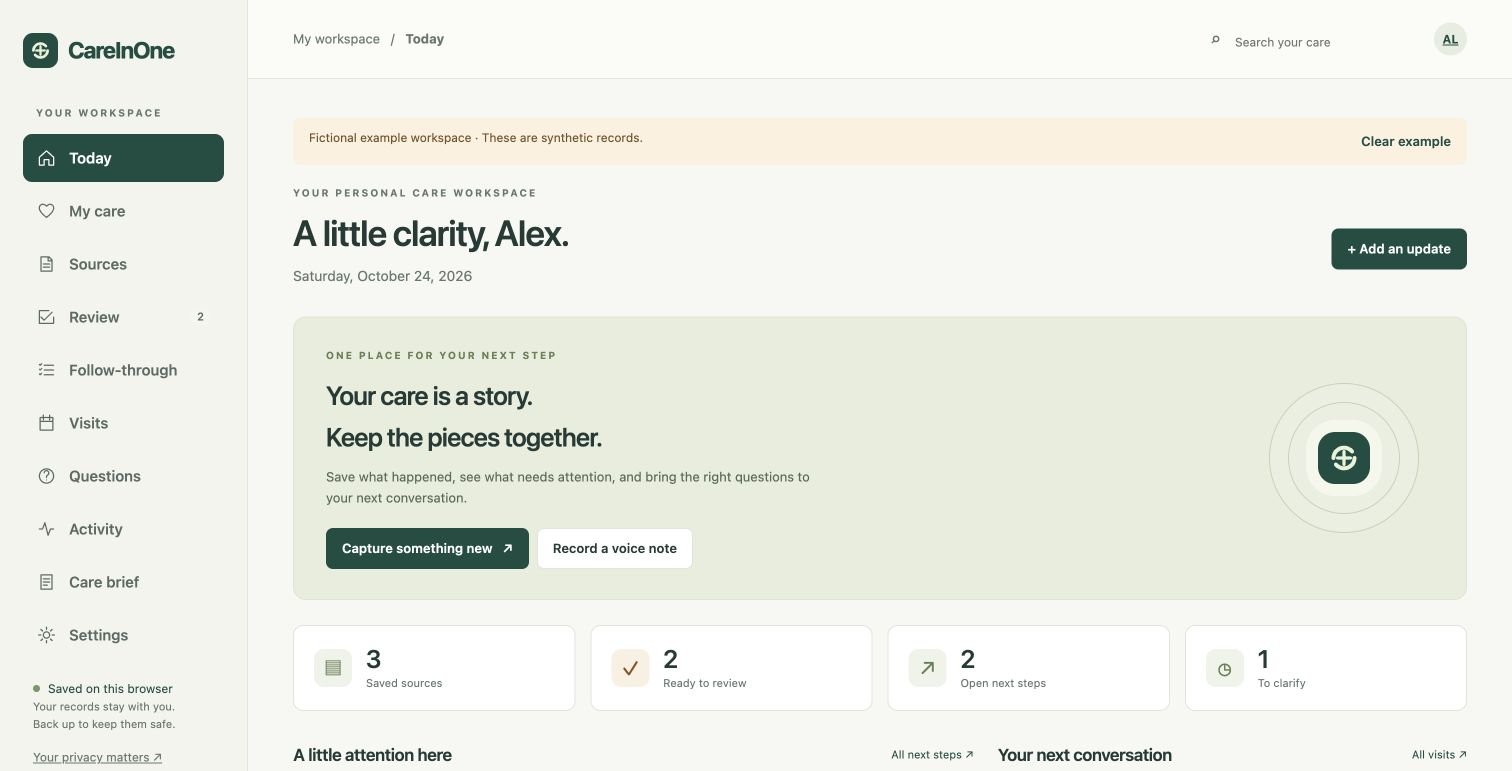 CareInOne
YOUR WORKSPACE
Today
My care
Sources
Review 2
Follow-through
Visits
Questions
Activity
Care brief
Settings
Saved on this browser
Your records stay with you.
Back up to keep them safe.
Your privacy matters ↗
My workspace / Today
Search your care
AL
Fictional example workspace · These are synthetic records.
Clear example
YOUR PERSONAL CARE WORKSPACE
A little clarity, Alex.
Saturday, October 24, 2026
+ Add an update
ONE PLACE FOR YOUR NEXT STEP
Your care is a story.
Keep the pieces together.
Save what happened, see what needs attention, and bring the right questions to
your next conversation.
Capture something new ↗
Record a voice note
3
Saved sources
2
Ready to review
2
Open next steps
1
To clarify
A little attention here
All next steps ↗
Your next conversation
All visits ↗